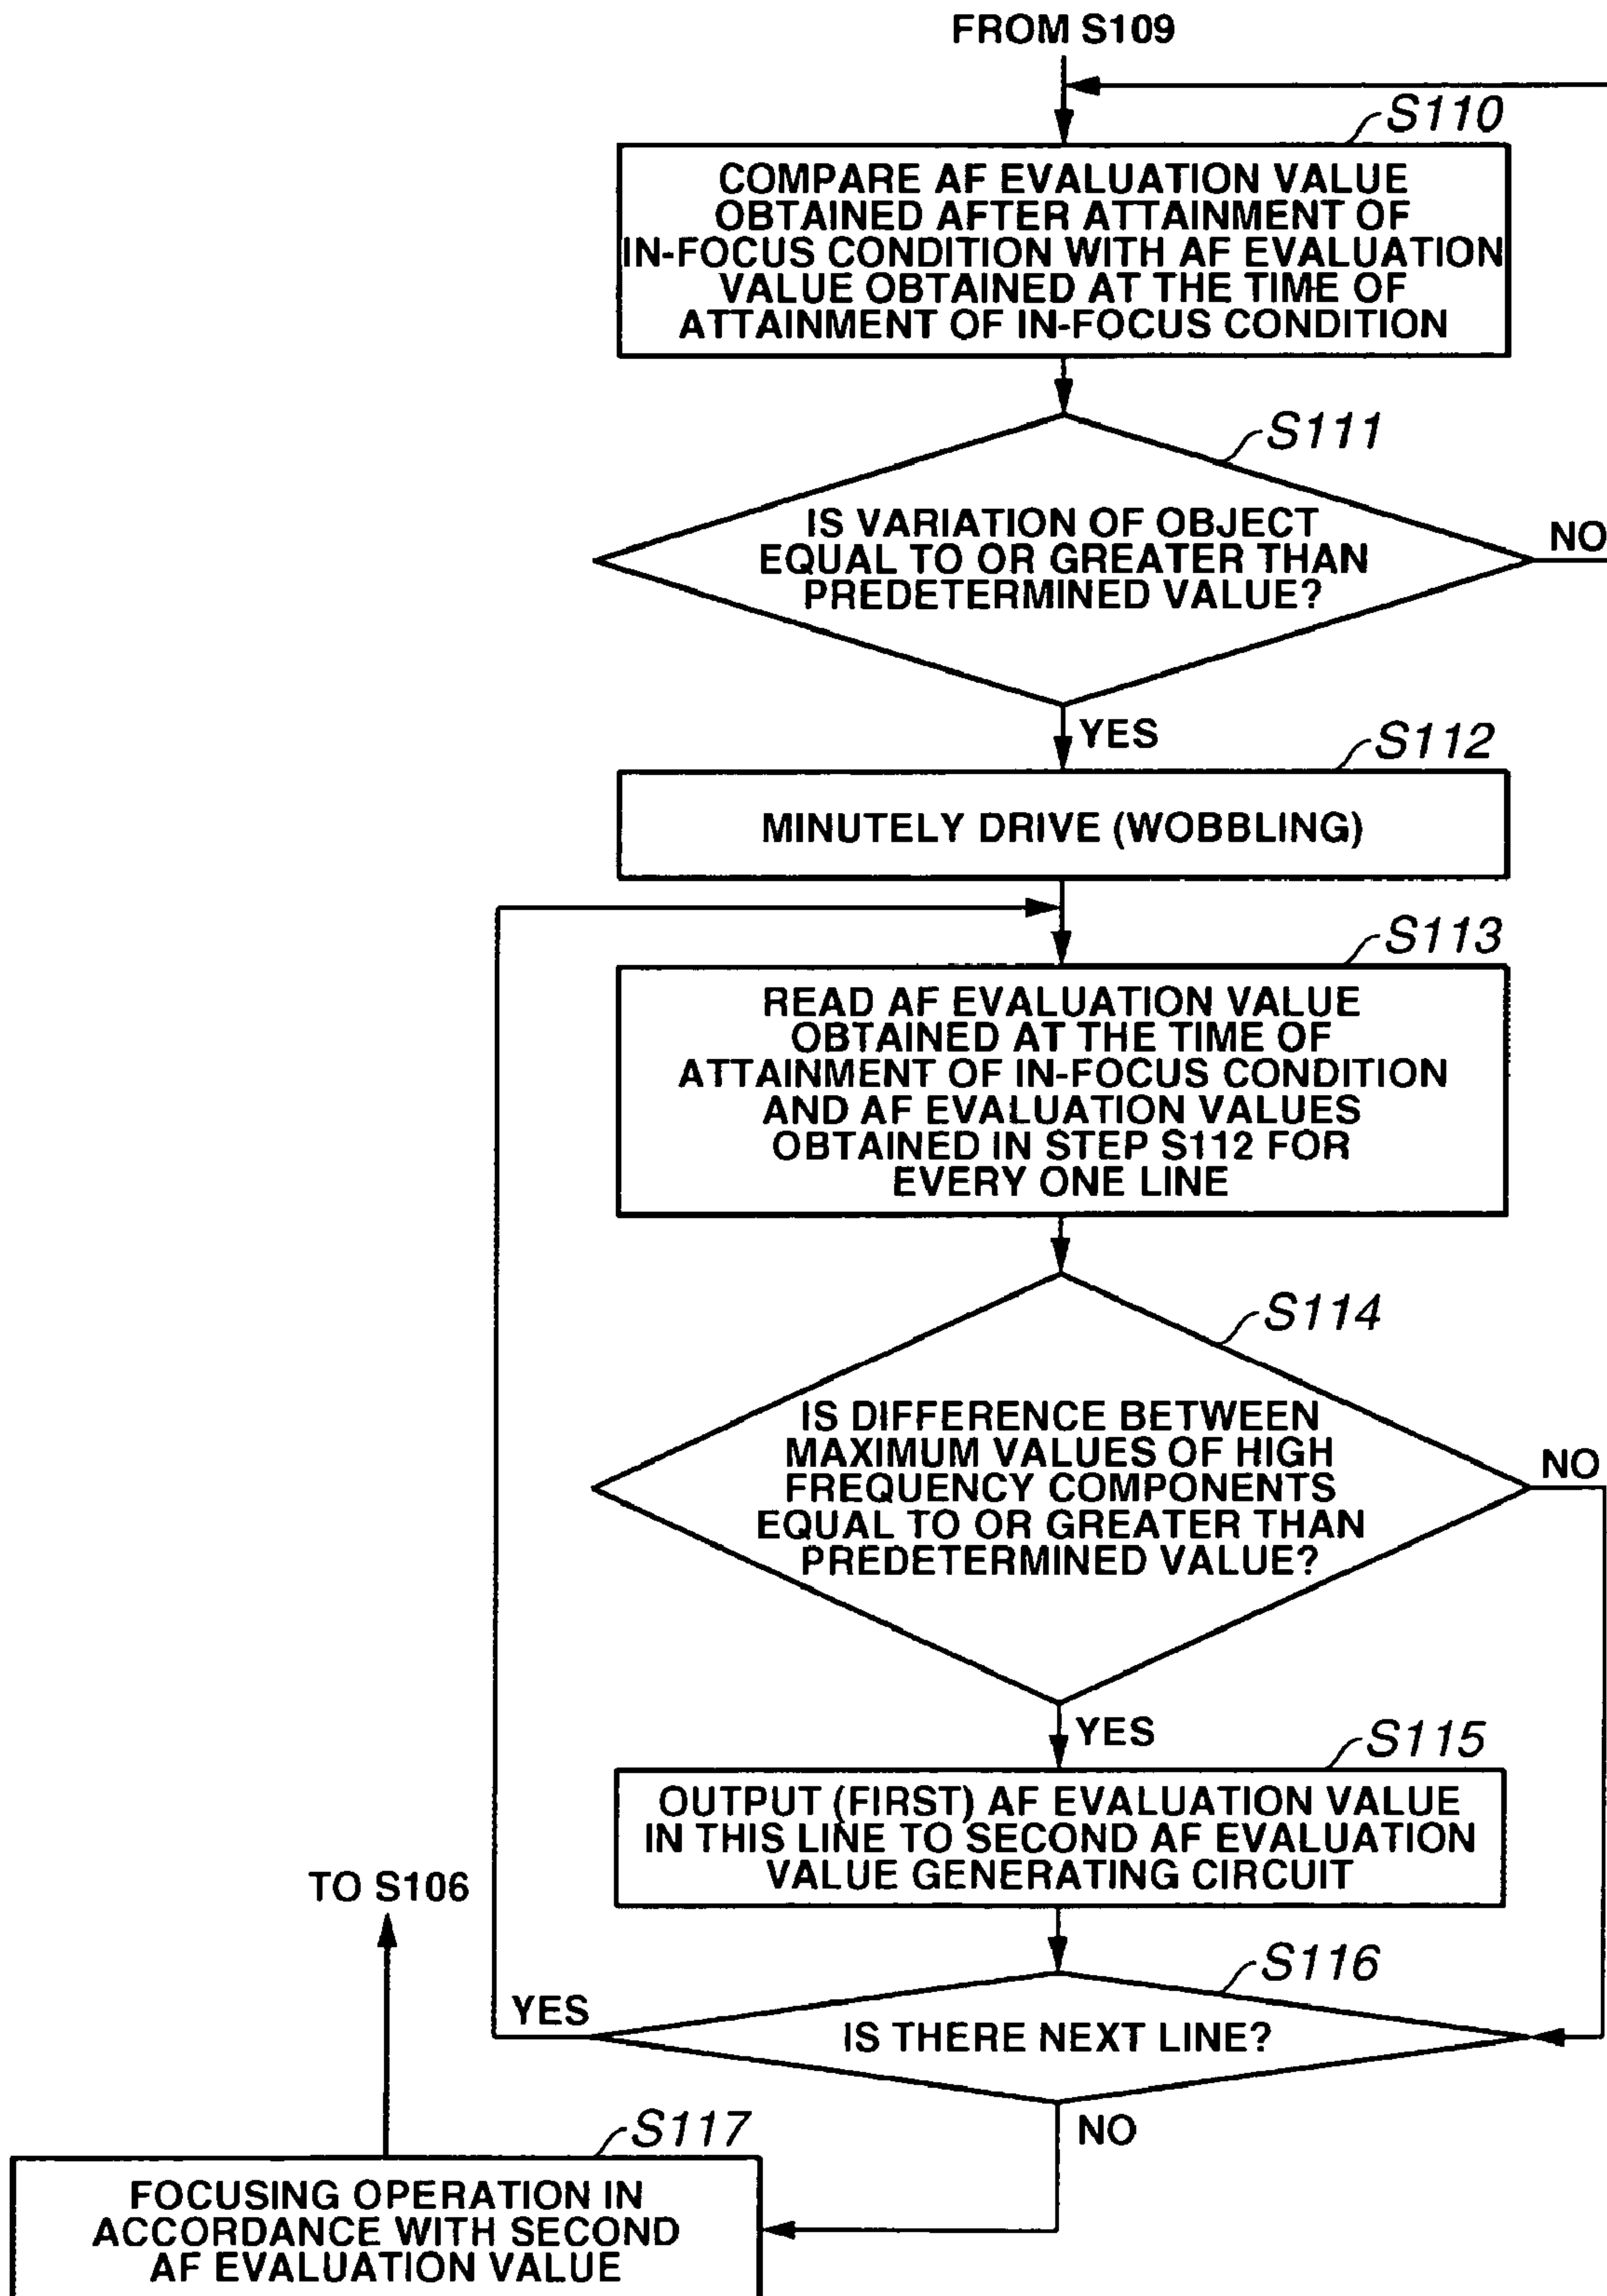 FROM S109
S110
COMPARE AF EVALUATION VALUE
OBTAINED AFTER ATTAINMENT OF
IN-FOCUS CONDITION WITH AF EVALUATION
VALUE OBTAINED AT THE TIME OF
ATTAINMENT OF IN-FOCUS CONDITION
S111
IS VARIATION OF OBJECT
EQUAL TO OR GREATER THAN
PREDETERMINED VALUE?
NO
YES
S112
MINUTELY DRIVE (WOBBLING)
S113
READ AF EVALUATION VALUE
OBTAINED AT THE TIME OF
ATTAINMENT OF IN-FOCUS CONDITION
AND AF EVALUATION VALUES
OBTAINED IN STEP S112 FOR
EVERY ONE LINE
S114
IS DIFFERENCE BETWEEN
MAXIMUM VALUES OF HIGH
FREQUENCY COMPONENTS
EQUAL TO OR GREATER THAN
PREDETERMINED VALUE?
NO
YES
S115
OUTPUT (FIRST) AF EVALUATION VALUE
IN THIS LINE TO SECOND AF EVALUATION
VALUE GENERATING CIRCUIT
TO S106
S116
YES
IS THERE NEXT LINE?
NO
S117
FOCUSING OPERATION IN
ACCORDANCE WITH SECOND
AF EVALUATION VALUE